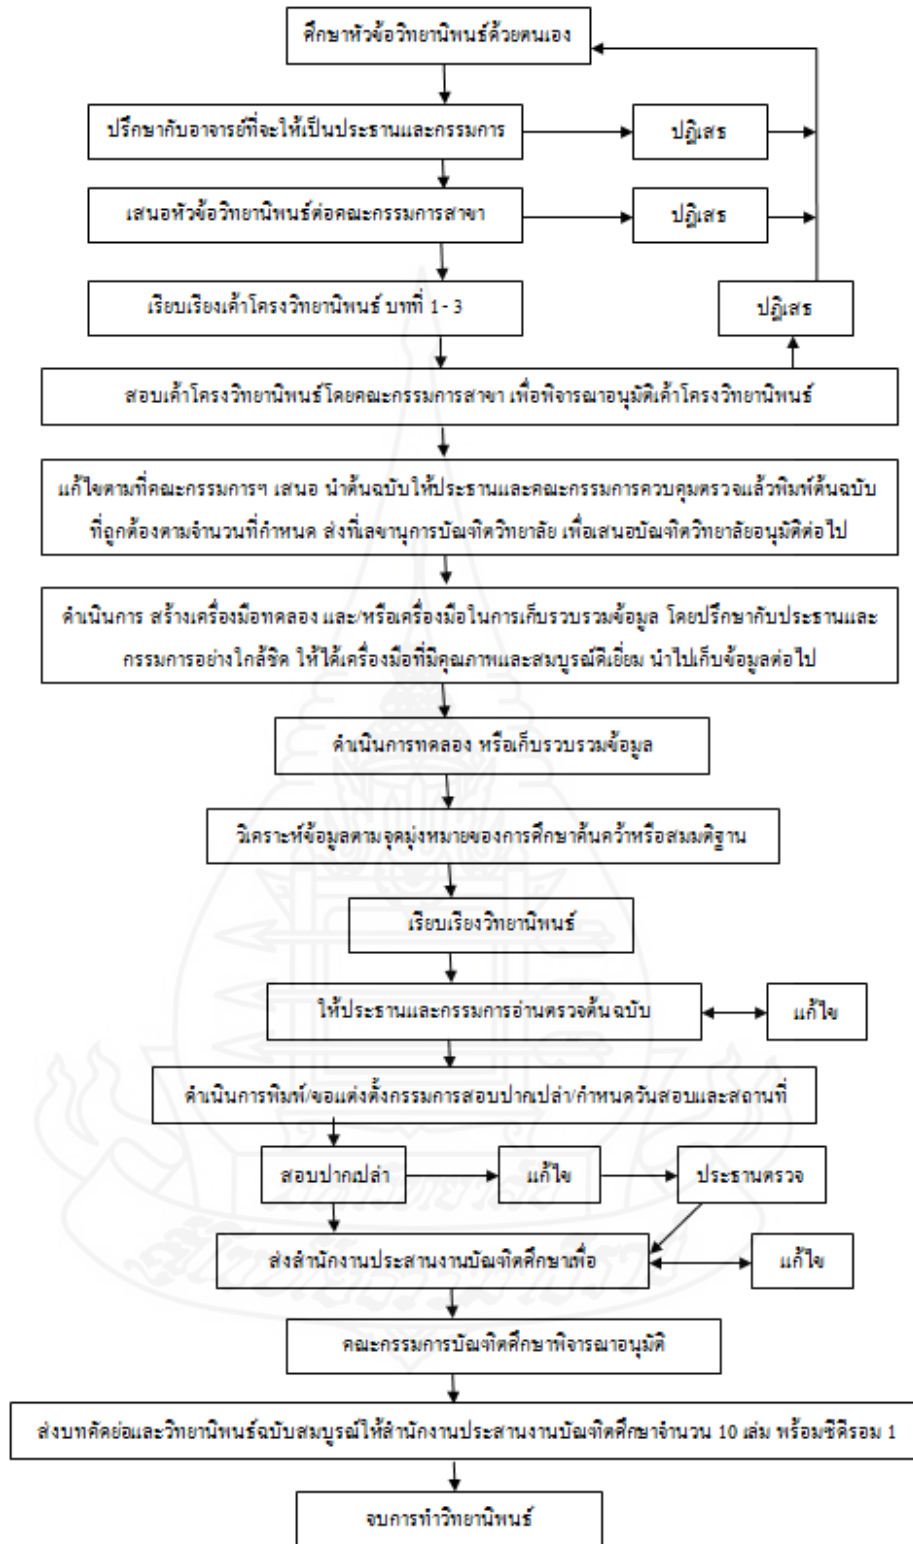 ศึกษาหัวข้อวิทยานิพนธ์ด้วยตนเอง
ปรึกษากับอาจารย์ที่จะให้เป็นประธานและกรรมการ
ปฏิเสธ
เสนอหัวข้อวิทยานิพนธ์ต่อคณะกรรมการสาขา
ปฏิเสธ
เรียบเรียงเค้าโครงวิทยานิพนธ์ บทที่ 1 - 3
ปฏิเสธ
สอบเค้าโครงวิทยานิพนธ์โดยคณะกรรมการสาขา เพื่อพิจารณาอนุมัติเค้าโครงวิทยานิพนธ์
แก้ไขตามที่คณะกรรมการฯ เสนอ นำต้นฉบับให้ประธานและคณะกรรมการควบคุมตรวจแล้วพิมพ์ต้นฉบับ
ที่ถูกต้องตามจำนวนที่กำหนด ส่งที่เลขานุการบัณฑิตวิทยาลัย เพื่อเสนอบัณฑิตวิทยาลัยอนุมัติต่อไป
ดำเนินการ สร้างเครื่องมือทดลอง และ/หรือเครื่องมือในการเก็บรวบรวมข้อมูล โดยปรึกษากับประธานและ
กรรมการอย่างใกล้ชิด ให้ได้เครื่องมือที่มีคุณภาพและสมบูรณ์ดีเยี่ยม นำไปเก็บข้อมูลต่อไป
ดำเนินการทดลอง หรือเก็บรวบรวมข้อมูล
วิเคราะห์ข้อมูลตามจุดมุ่งหมายของการศึกษาค้นคว้าหรือสมมติฐาน
เรียบเรียงวิทยานิพนธ์
ให้ประธานและกรรมการอ่านตรวจต้นฉบับ
แก้ไข
ดำเนินการพิมพ์/ขอแต่งตั้งกรรมการสอบปากเปล่า/กำหนดวันสอบและสถานที่
สอบปากเปล่า
แก้ไข
ประธานตรวจ
ส่งสำนักงานประสานงานบัณฑิตศึกษาเพื่อ
แก้ไข
คณะกรรมการบัณฑิตศึกษาพิจารณาอนุมัติ
ส่งบทคัดย่อและวิทยานิพนธ์ฉบับสมบูรณ์ให้สำนักงานประสานงานบัณฑิตศึกษาจำนวน 10 เล่ม พร้อมซีดีรอม 1
จบการทำวิทยานิพนธ์